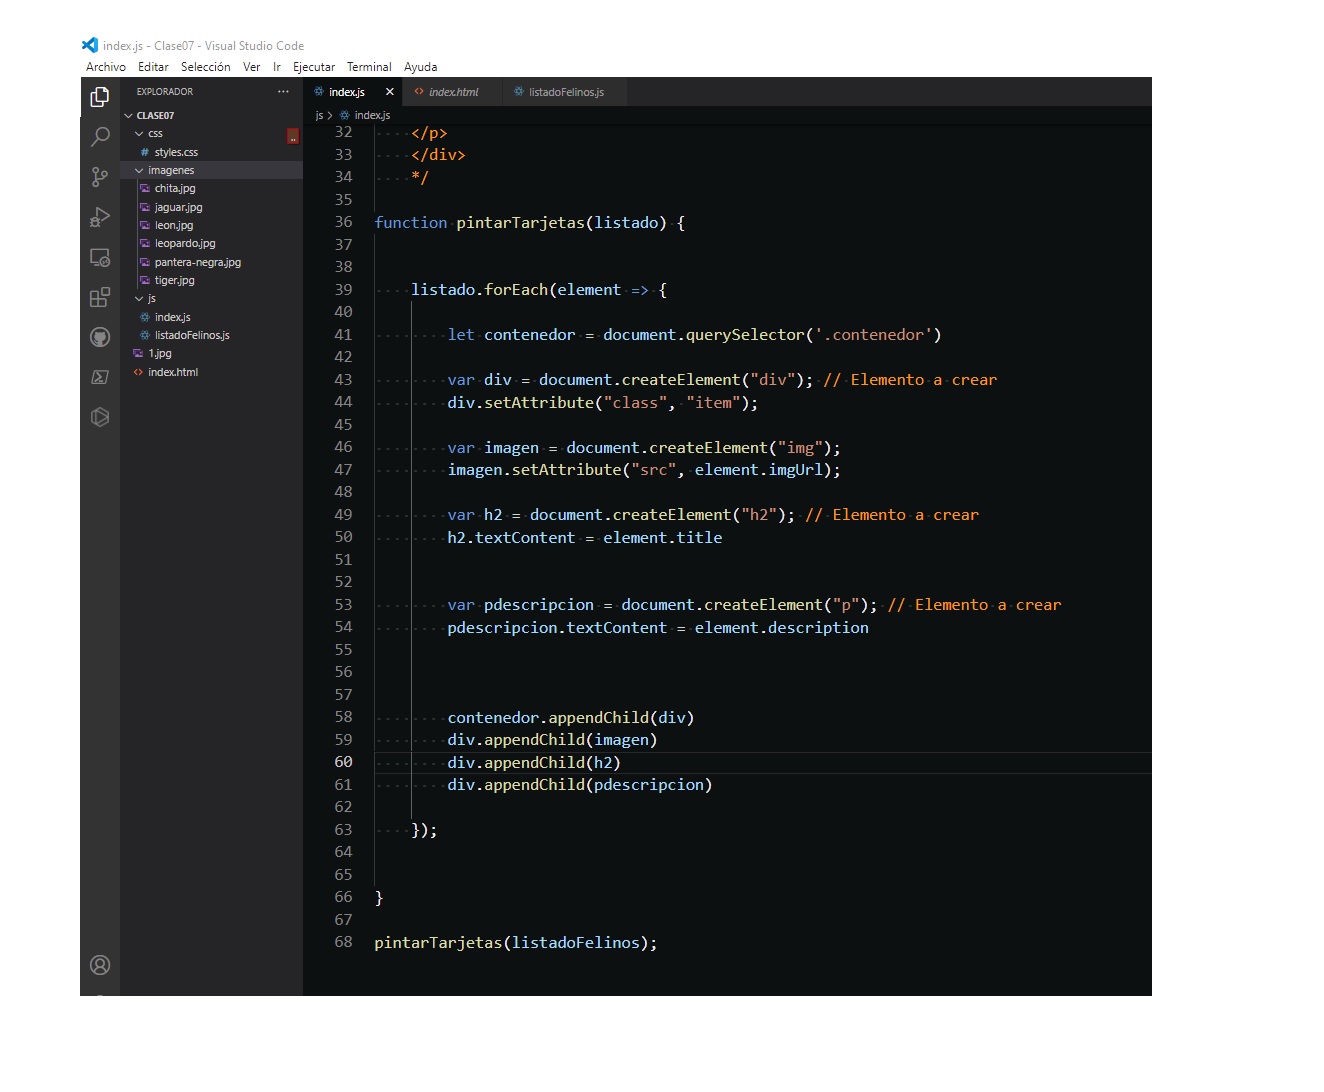 index.js - Clase07 - Visual Studio Code
Archivo Editar Selección Ver Ir Ejecutar Terminal Ayuda
EXPLORADOR ···
CLASE07
css
# styles.css
imagenes
chita.jpg
jaguar.jpg
leon.jpg
leopardo.jpg
pantera-negra.jpg
tiger.jpg
js
index.js
listadoFelinos.js
1.jpg
<> index.html
index.js × <> index.html listadoFelinos.js
js > index.js
32 </p>
33 </div>
34 */
35
36 function pintarTarjetas(listado) {
37
38
39 listado.forEach(element => {
40
41 let contenedor = document.querySelector('.contenedor')
42
43 var div = document.createElement("div"); // Elemento a crear
44 div.setAttribute("class", "item");
45
46 var imagen = document.createElement("img");
47 imagen.setAttribute("src", element.imgUrl);
48
49 var h2 = document.createElement("h2"); // Elemento a crear
50 h2.textContent = element.title
51
52
53 var pdescripcion = document.createElement("p"); // Elemento a crear
54 pdescripcion.textContent = element.description
55
56
57
58 contenedor.appendChild(div)
59 div.appendChild(imagen)
60 div.appendChild(h2)
61 div.appendChild(pdescripcion)
62
63 });
64
65
66 }
67
68 pintarTarjetas(listadoFelinos);